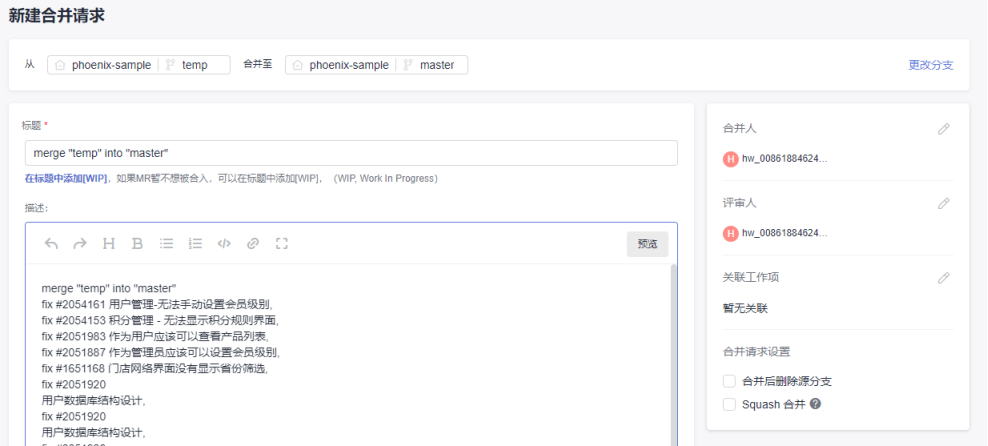 新建合并请求
从 phoenix-sample temp 合并至 phoenix-sample master 更改分支
标题 *
merge "temp" into "master"
在标题中添加[WIP], 如果MR暂不想被合入, 可以在标题中添加[WIP], (WIP, Work In Progress)
描述:
H B 预览
merge "temp" into "master"
fix #2054161 用户管理-无法手动设置会员级别,
fix #2054153 积分管理 - 无法显示积分规则界面,
fix #2051983 作为用户应该可以查看产品列表,
fix #2051887 作为管理员应该可以设置会员级别,
fix #1651168 门店网络界面没有显示省份筛选,
fix #2051920
用户数据库结构设计,
fix #2051920
用户数据库结构设计,
合并人
H hw_00861884624...
评审人
H hw_00861884624...
关联工作项
暂无关联
合并请求设置
合并后删除源分支
Squash 合并 ?